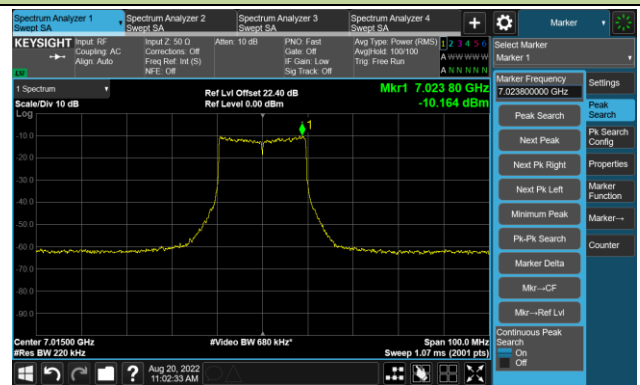 Spectrum Analyzer 1
Swept SA
Spectrum Analyzer 2
Swept SA
Spectrum Analyzer 3
Swept SA
Spectrum Analyzer 4
Swept SA
+
Marker
KEYSIGHT
Input: RF
Coupling: AC
Align: Auto
Input Z: 50 Ω
Corrections: Off
Freq Ref: Int (S)
NFE: Off
Atten: 10 dB
PNO: Fast
Gate: Off
IF Gain: Low
Sig Track: Off
Avg Type: Power (RMS)
Avg|Hold: 100/100
Trig: Free Run
1 2 3 4 5 6
A W W W W W
A N N N N N
LXI
Select Marker
Marker 1
1 Spectrum
Scale/Div 10 dB
Log
Ref Lvl Offset 22.40 dB
Ref Level 0.00 dBm
Mkr1 7.023 80 GHz
-10.164 dBm
1
-10.0
-20.0
-30.0
-40.0
-50.0
-60.0
-70.0
-80.0
-90.0
Center 7.01500 GHz
#Res BW 220 kHz
#Video BW 680 kHz*
Span 100.0 MHz
Sweep 1.07 ms (2001 pts)
Marker Frequency
7.023800000 GHz
Peak Search
Next Peak
Next Pk Right
Next Pk Left
Minimum Peak
Pk-Pk Search
Marker Delta
Mkr→CF
Mkr→Ref Lvl
Continuous Peak
Search
On
Off
Settings
Peak
Search
Pk Search
Config
Properties
Marker
Function
Marker→
Counter
?
Aug 20, 2022
11:02:33 AM